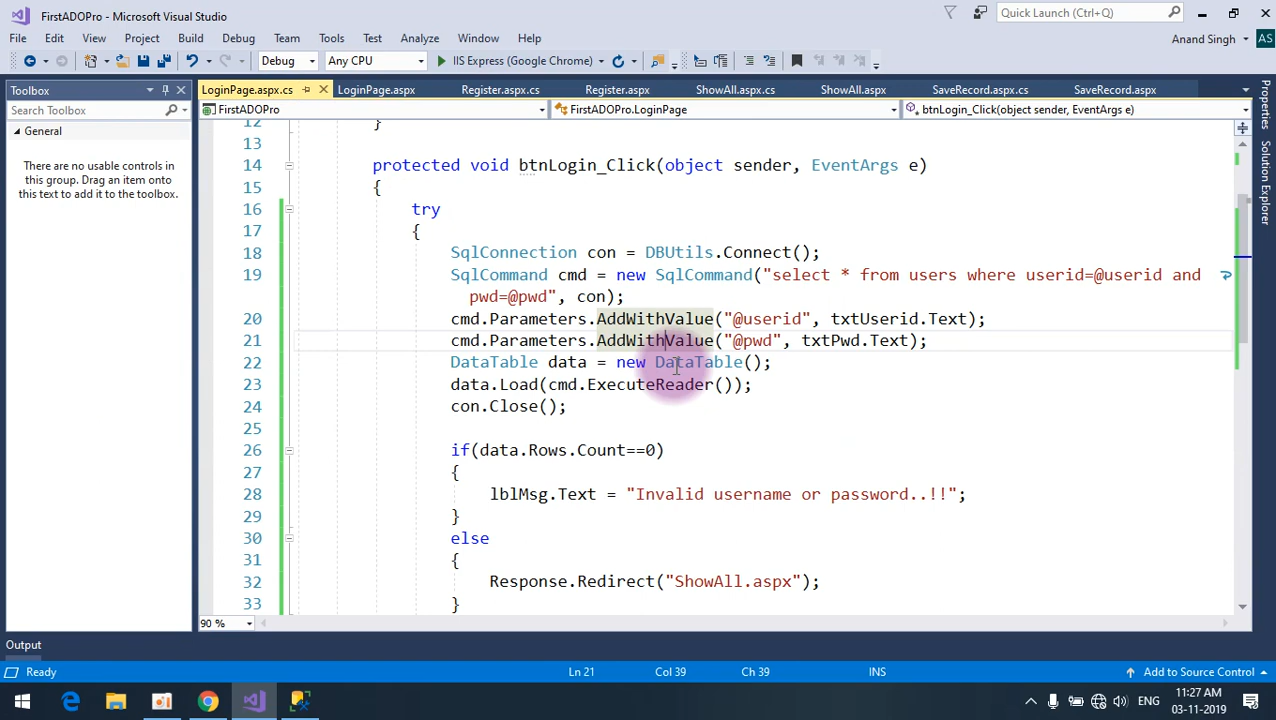 FirstADOPro - Microsoft Visual Studio
Quick Launch (Ctrl+Q)
File Edit View Project Build Debug Team Tools Test Analyze Window Help
Anand Singh AS
Debug Any CPU IIS Express (Google Chrome)
Toolbox
LoginPage.aspx.cs LoginPage.aspx Register.aspx.cs Register.aspx ShowAll.aspx.cs ShowAll.aspx SaveRecord.aspx.cs SaveRecord.aspx
Search Toolbox
FirstADOPro FirstADOPro.LoginPage btnLogin_Click(object sender, EventArgs e)
General
There are no usable controls in
this group. Drag an item onto
this text to add it to the toolbox.
Properties
Solution Explorer
12 }
13
14 protected void btnLogin_Click(object sender, EventArgs e)
15 {
16 try
17 {
18 SqlConnection con = DBUtils.Connect();
19 SqlCommand cmd = new SqlCommand("select * from users where userid=@userid and
pwd=@pwd", con);
20 cmd.Parameters.AddWithValue("@userid", txtUserid.Text);
21 cmd.Parameters.AddWithValue("@pwd", txtPwd.Text);
22 DataTable data = new DataTable();
23 data.Load(cmd.ExecuteReader());
24 con.Close();
25
26 if(data.Rows.Count==0)
27 {
28 lblMsg.Text = "Invalid username or password..!!";
29 }
30 else
31 {
32 Response.Redirect("ShowAll.aspx");
33 }
90 %
Output
Ready Ln 21 Col 39 Ch 39 INS Add to Source Control
ENG 11:27 AM
03-11-2019